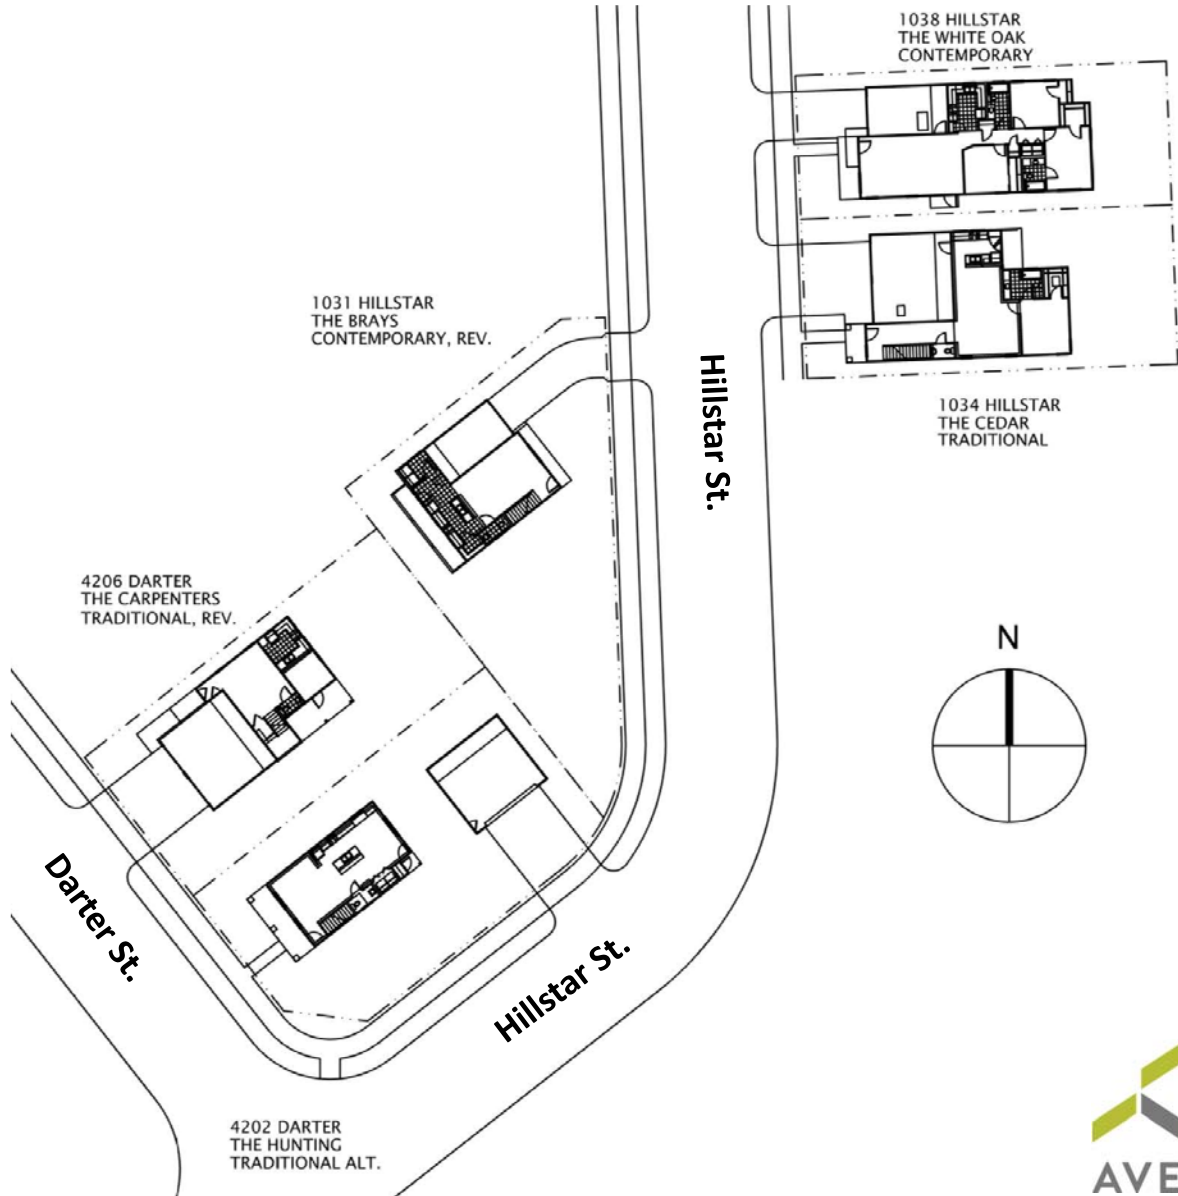 1038 HILLSTAR
THE WHITE OAK
CONTEMPORARY
1031 HILLSTAR
THE BRAYS
CONTEMPORARY, REV.
Hillstar St.
1034 HILLSTAR
THE CEDAR
TRADITIONAL
4206 DARTER
THE CARPENTERS
TRADITIONAL, REV.
N
Darter St.
Hillstar St.
4202 DARTER
THE HUNTING
TRADITIONAL ALT.
AVE